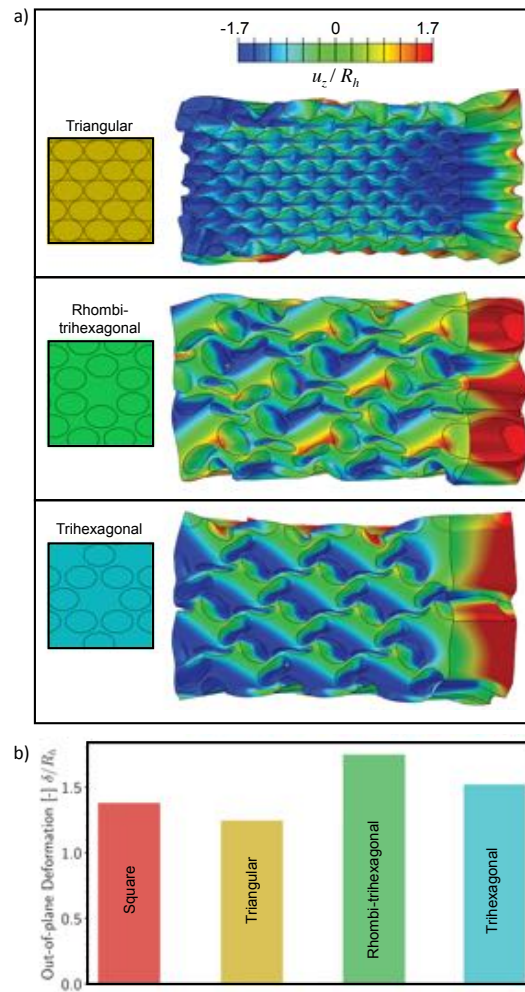 a)
-1.7 0 1.7
u_z / R_h
Triangular
Rhombi-
trihexagonal
Trihexagonal
b)
Out-of-plane Deformation [-] δ/R_h
1.5
1.0
0.5
0.0
Square
Triangular
Rhombi-trihexagonal
Trihexagonal